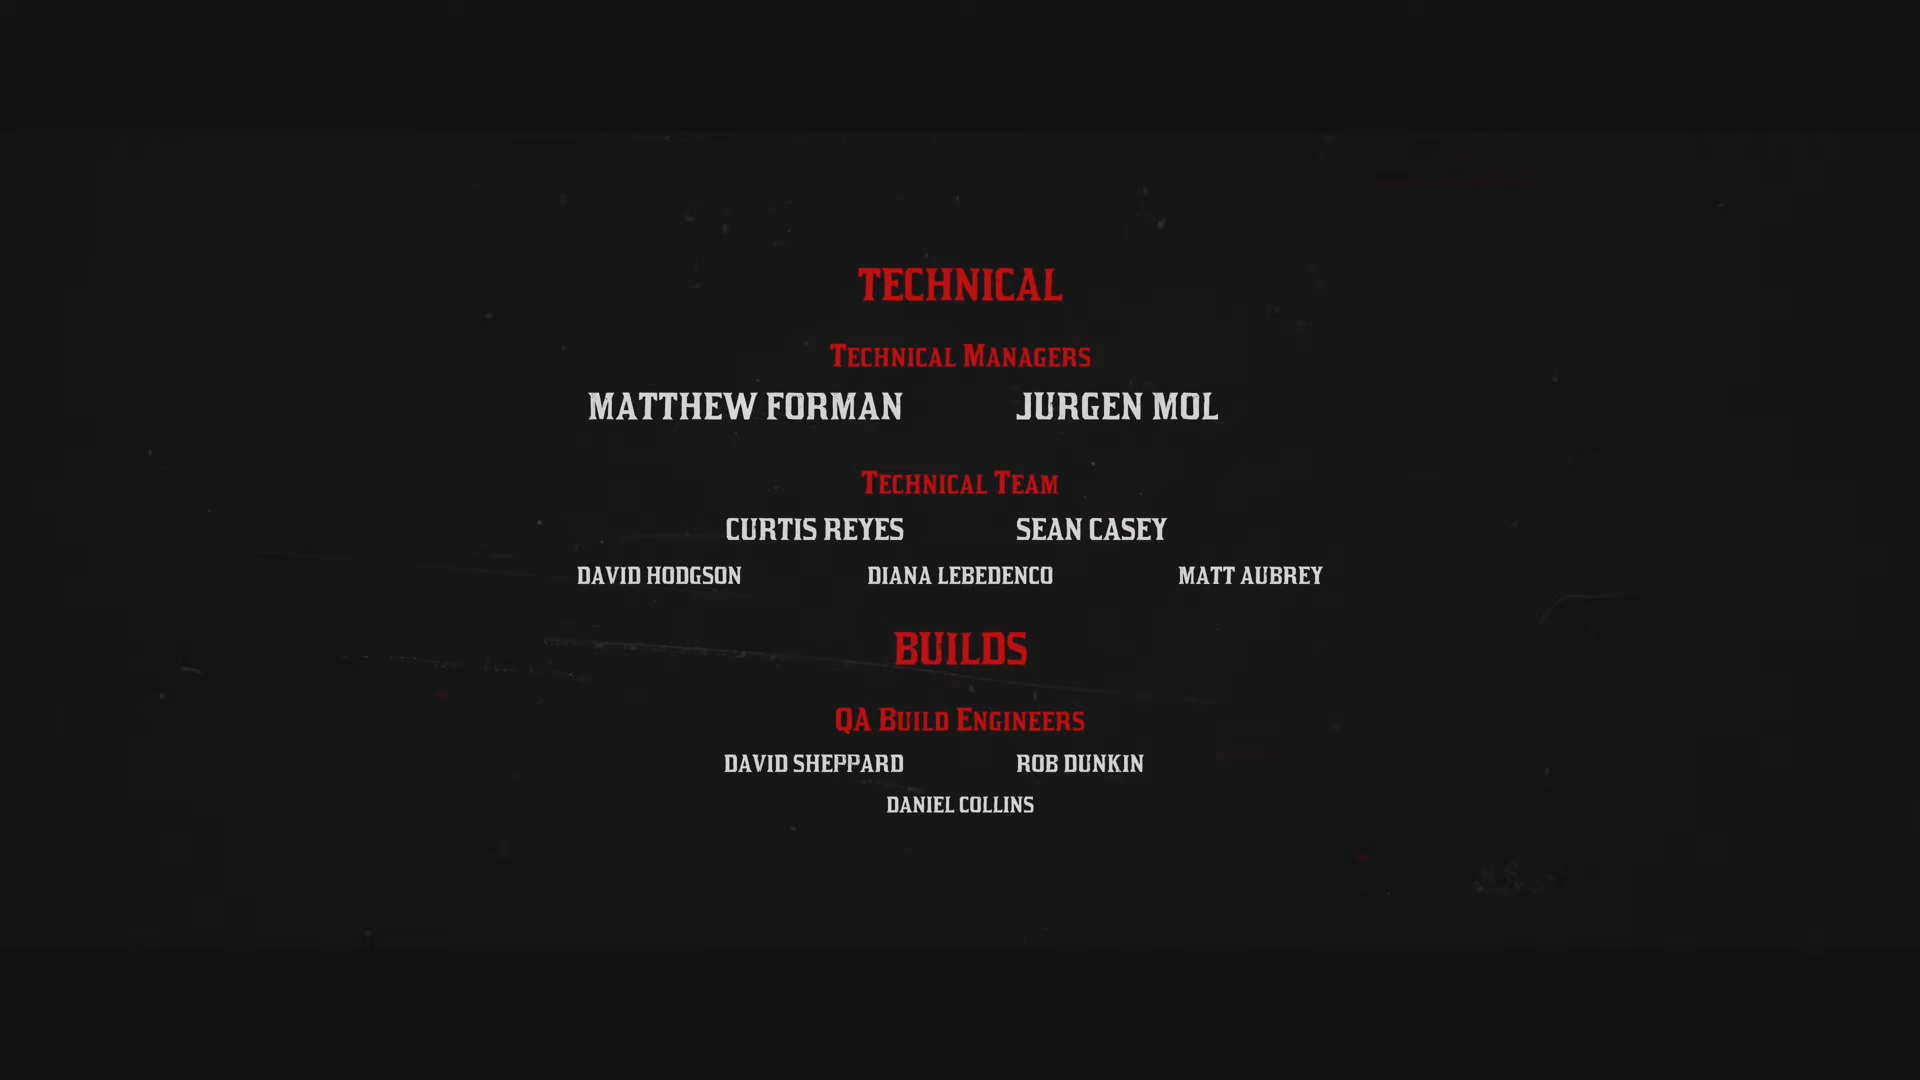 TECHNICAL
TECHNICAL MANAGERS
MATTHEW FORMAN JURGEN MOL
TECHNICAL TEAM
CURTIS REYES SEAN CASEY
DAVID HODGSON DIANA LEBEDENCO MATT AUBREY
BUILDS
QA BUILD ENGINEERS
DAVID SHEPPARD ROB DUNKIN
DANIEL COLLINS